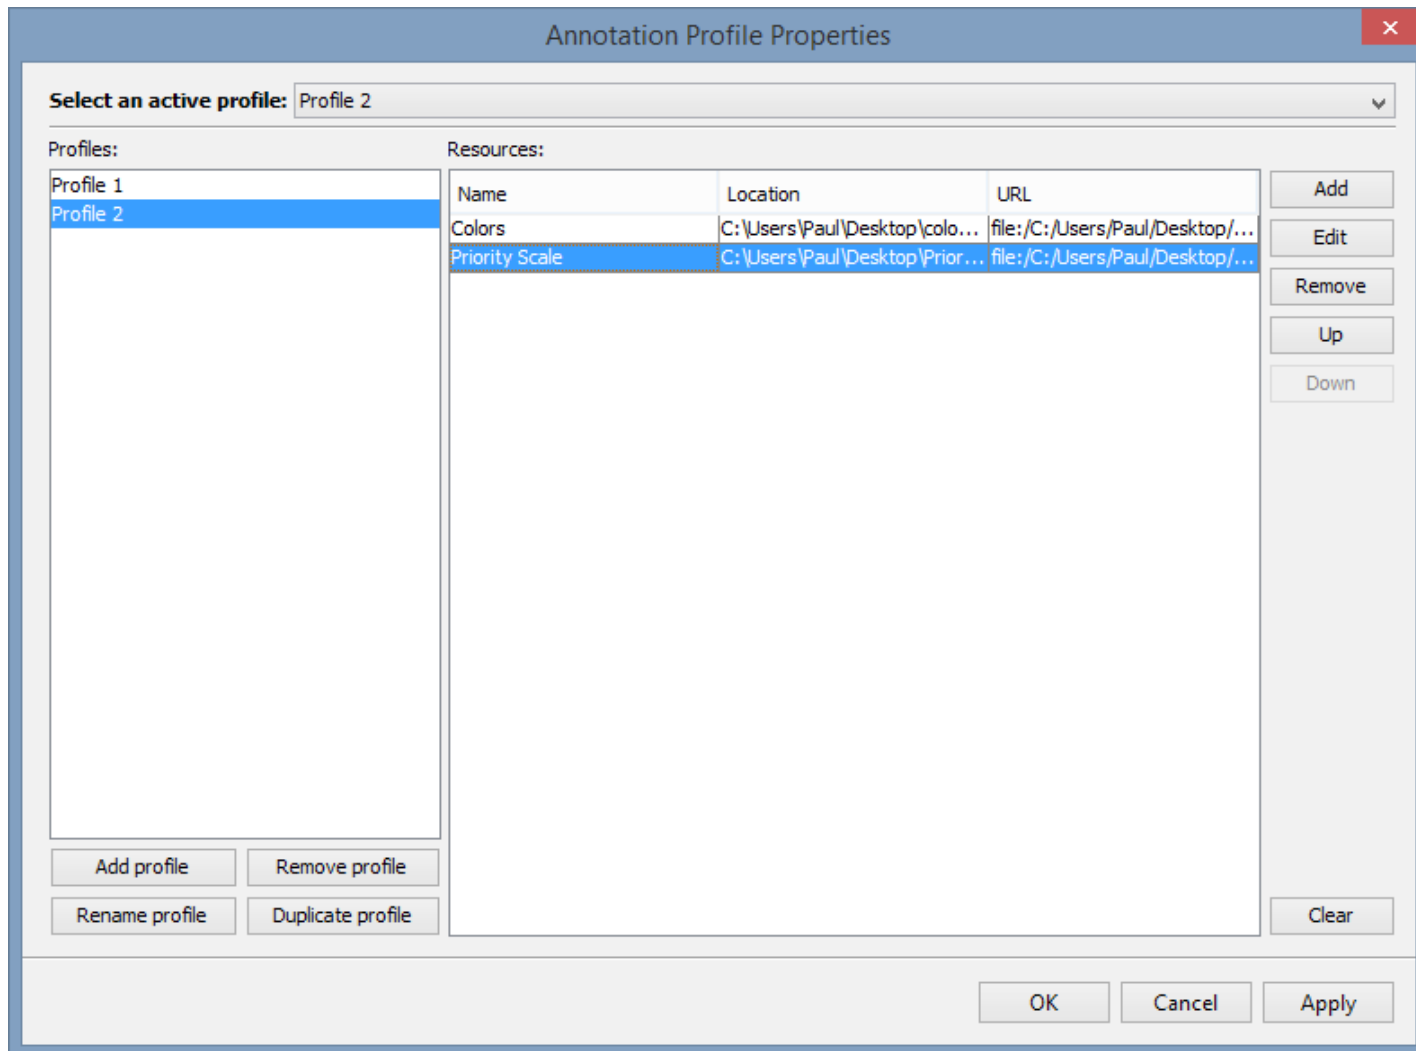 Annotation Profile Properties
Select an active profile: Profile 2
Profiles:
Resources:
Profile 1
Profile 2
Name Location URL
Colors C:\Users\Paul\Desktop\colo... file:/C:/Users/Paul/Desktop/...
Priority Scale C:\Users\Paul\Desktop\Prior... file:/C:/Users/Paul/Desktop/...
Add
Edit
Remove
Up
Down
Add profile Remove profile
Rename profile Duplicate profile
Clear
OK Cancel Apply